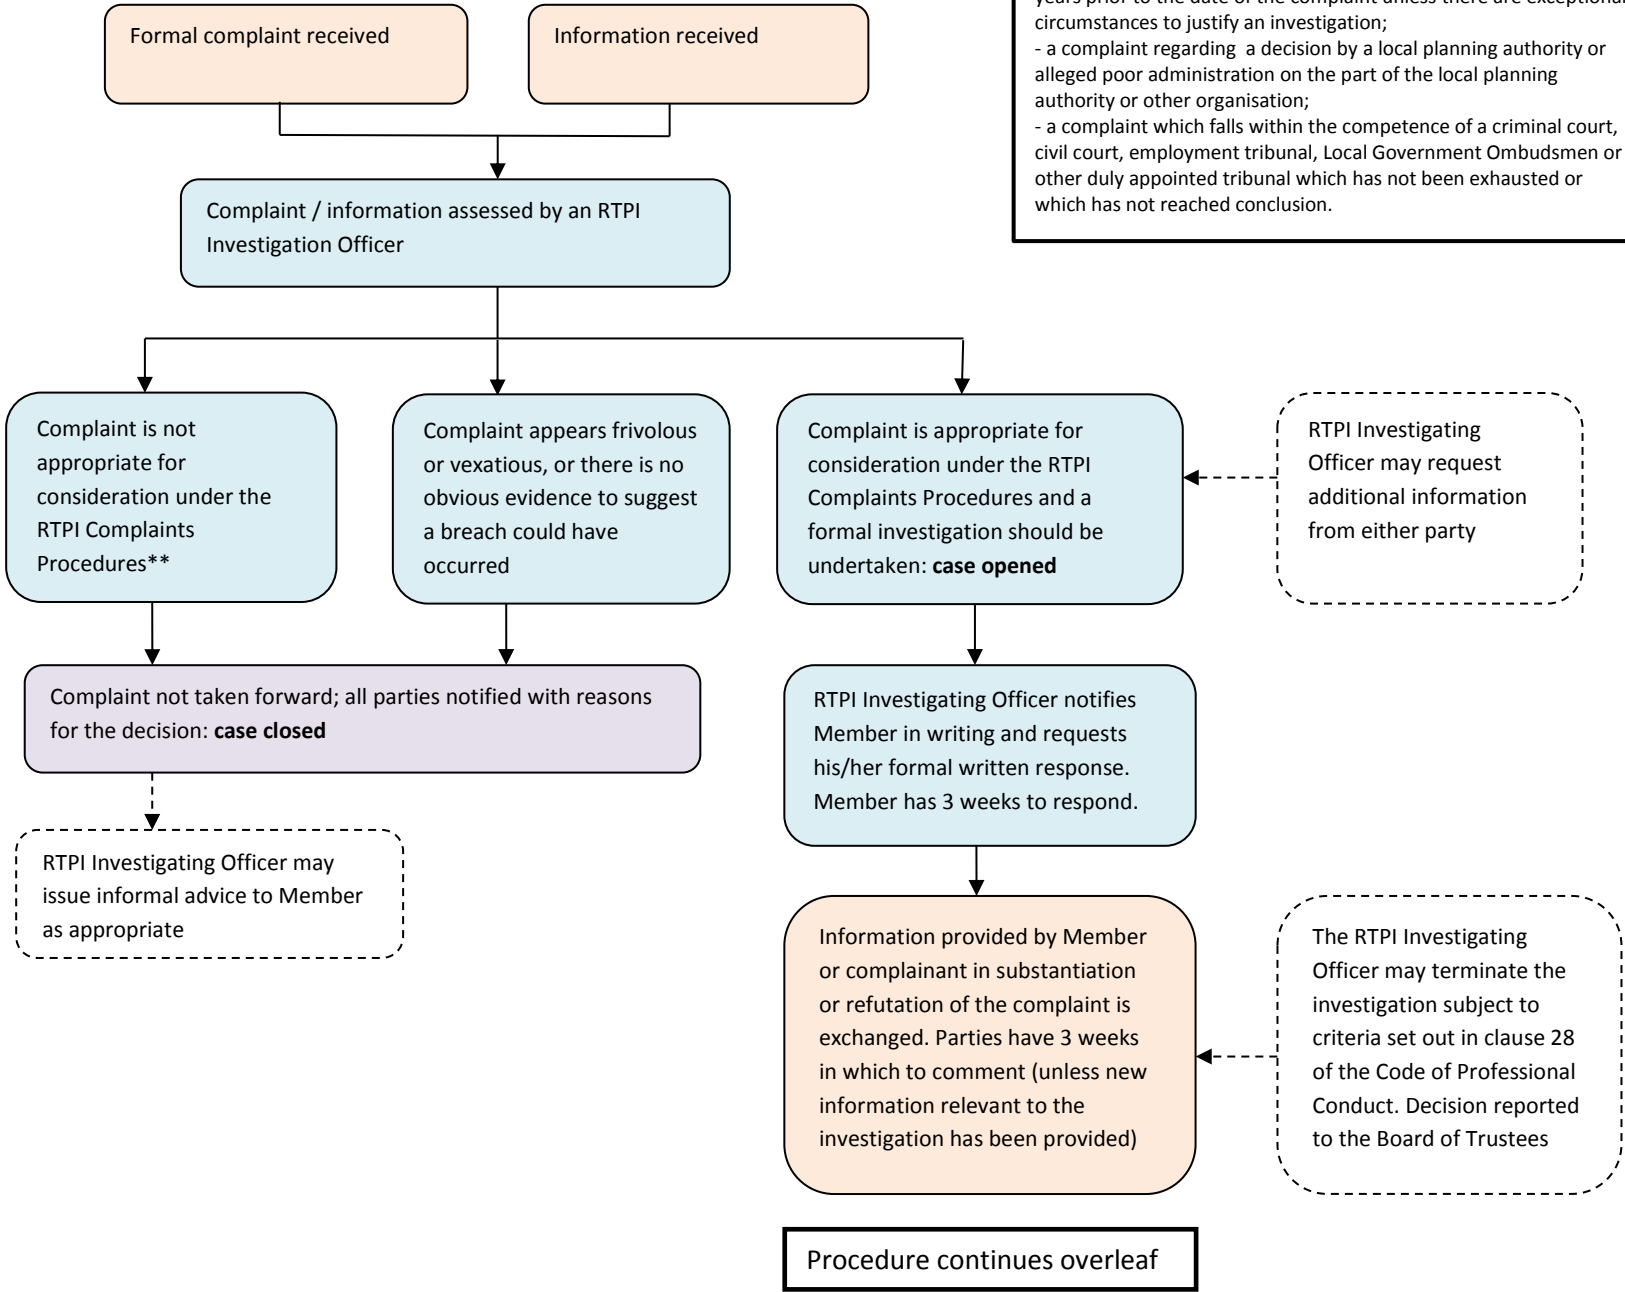 Formal complaint received
Information received
years prior to the date of the complaint unless there are exceptional
circumstances to justify an investigation;
- a complaint regarding  a decision by a local planning authority or
alleged poor administration on the part of the local planning
authority or other organisation;
- a complaint which falls within the competence of a criminal court,
civil court, employment tribunal, Local Government Ombudsmen or
other duly appointed tribunal which has not been exhausted or
which has not reached conclusion.
Complaint / information assessed by an RTPI
Investigation Officer
Complaint is not
appropriate for
consideration under the
RTPI Complaints
Procedures**
Complaint appears frivolous
or vexatious, or there is no
obvious evidence to suggest
a breach could have
occurred
Complaint is appropriate for
consideration under the RTPI
Complaints Procedures and a
formal investigation should be
undertaken: case opened
RTPI Investigating
Officer may request
additional information
from either party
Complaint not taken forward; all parties notified with reasons
for the decision: case closed
RTPI Investigating Officer notifies
Member in writing and requests
his/her formal written response.
Member has 3 weeks to respond.
RTPI Investigating Officer may
issue informal advice to Member
as appropriate
Information provided by Member
or complainant in substantiation
or refutation of the complaint is
exchanged. Parties have 3 weeks
in which to comment (unless new
information relevant to the
investigation has been provided)
The RTPI Investigating
Officer may terminate the
investigation subject to
criteria set out in clause 28
of the Code of Professional
Conduct. Decision reported
to the Board of Trustees
Procedure continues overleaf